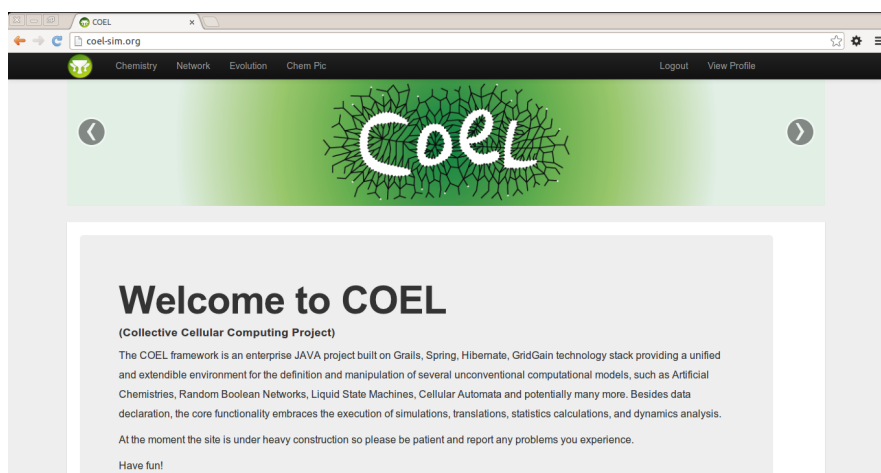 COEL
coel-sim.org
Chemistry Network Evolution Chem Pic Logout View Profile
Coel
Welcome to COEL
(Collective Cellular Computing Project)
The COEL framework is an enterprise JAVA project built on Grails, Spring, Hibernate, GridGain technology stack providing a unified
and extendible environment for the definition and manipulation of several unconventional computational models, such as Artificial
Chemistries, Random Boolean Networks, Liquid State Machines, Cellular Automata and potentially many more. Besides data
declaration, the core functionality embraces the execution of simulations, translations, statistics calculations, and dynamics analysis.
At the moment the site is under heavy construction so please be patient and report any problems you experience.
Have fun!